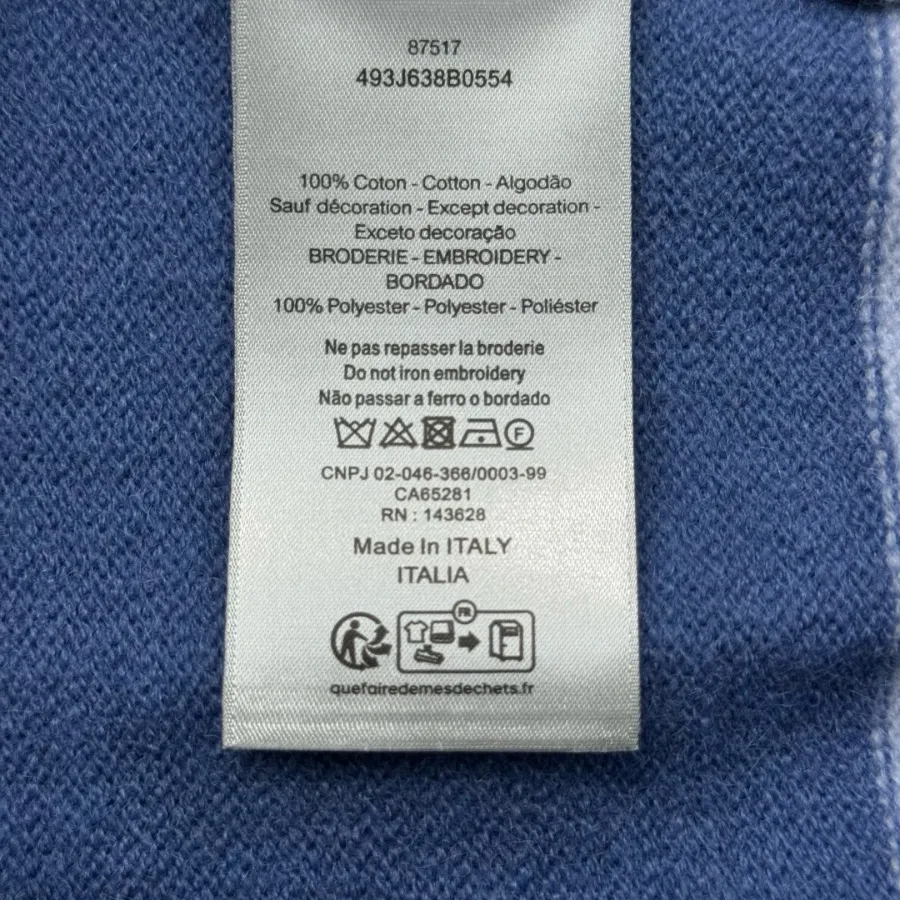 87517
493J638B0554
100% Coton - Cotton - Algodão
Sauf décoration - Except decoration -
Exceto decoração
BRODERIE - EMBROIDERY -
BORDADO
100% Polyester - Polyester - Poliéster
Ne pas repasser la broderie
Do not iron embroidery
Não passar a ferro o bordado
F
CNPJ 02-046-366/0003-99
CA65281
RN : 143628
Made In ITALY
ITALIA
FR
quefairedemesdechets.fr